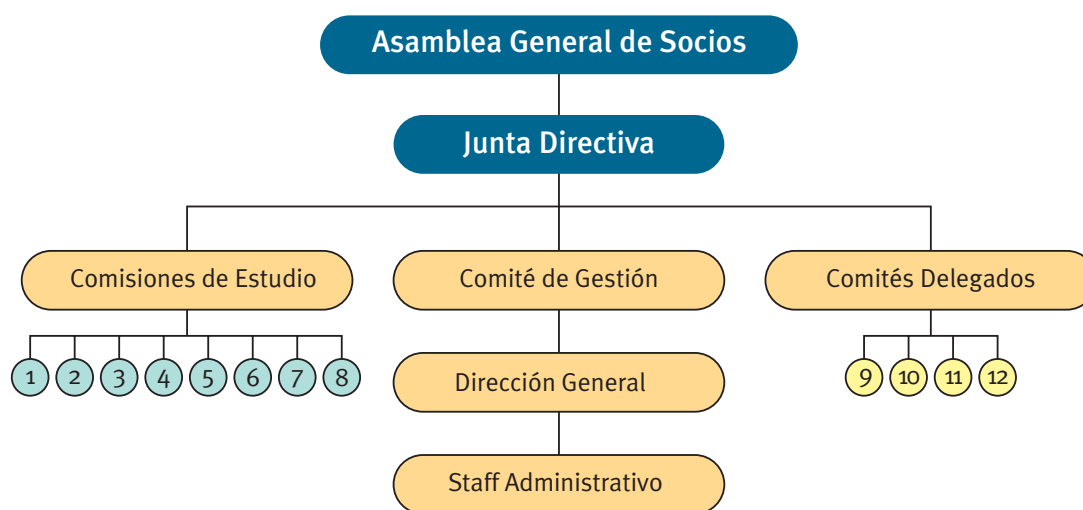 Asamblea General de Socios
Junta Directiva
Comisiones de Estudio
Comité de Gestión
Comités Delegados
1 2 3 4 5 6 7 8
9 10 11 12
Dirección General
Staff Administrativo